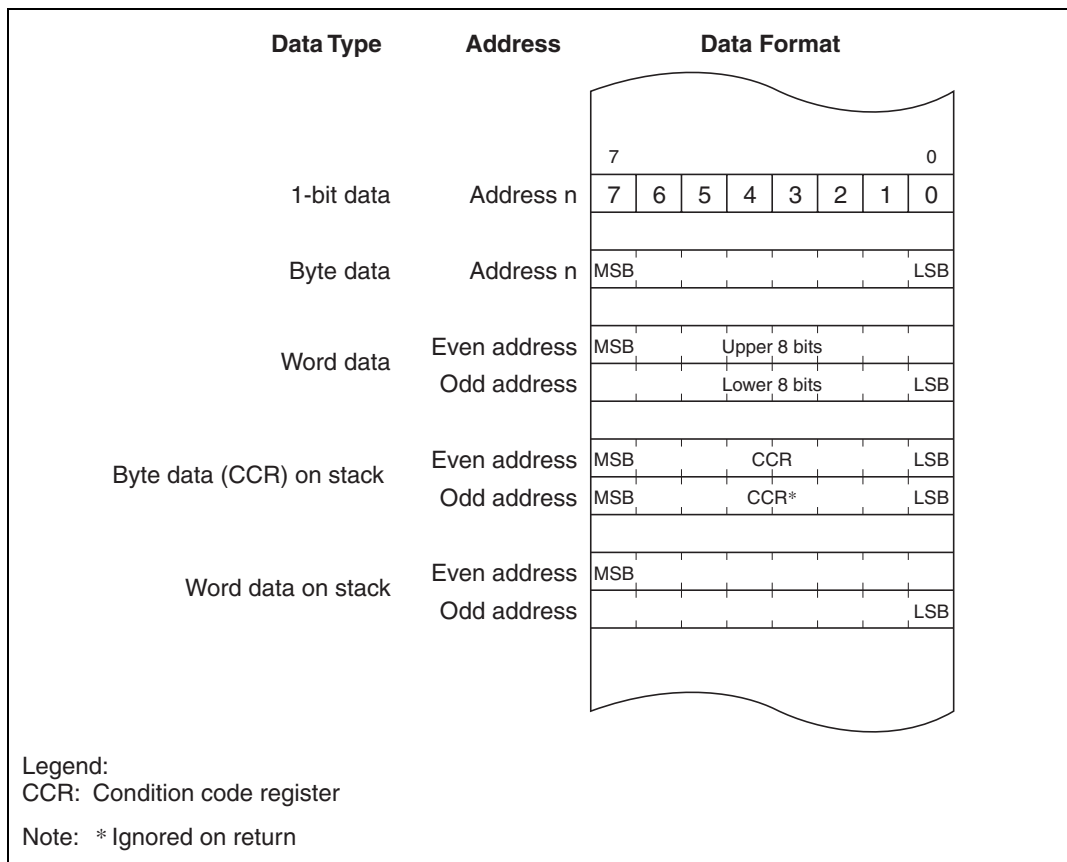 Data Type Address Data Format
7 0
1-bit data Address n 7 6 5 4 3 2 1 0
Byte data Address n MSB LSB
Word data
Even address MSB Upper 8 bits
Odd address Lower 8 bits LSB
Byte data (CCR) on stack
Even address MSB CCR LSB
Odd address MSB CCR* LSB
Word data on stack
Even address MSB
Odd address LSB
Legend:
CCR: Condition code register
Note: * Ignored on return